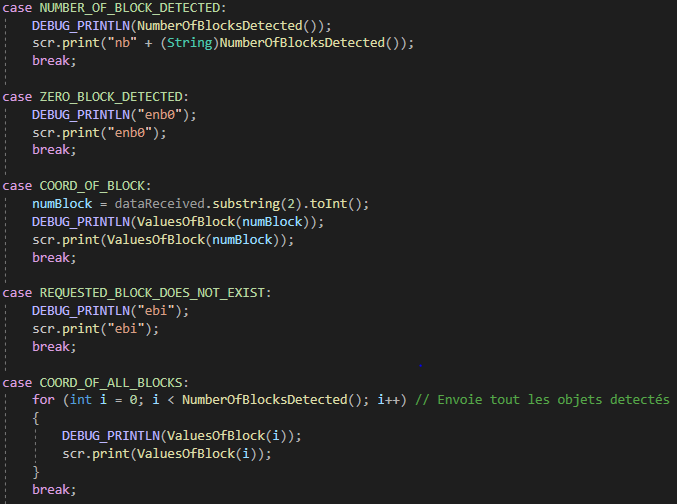 case NUMBER_OF_BLOCK_DETECTED:
DEBUG_PRINTLN(NumberOfBlocksDetected());
scr.print("nb" + (String)NumberOfBlocksDetected());
break;
case ZERO_BLOCK_DETECTED:
DEBUG_PRINTLN("enb0");
scr.print("enb0");
break;
case COORD_OF_BLOCK:
numBlock = dataReceived.substring(2).toInt();
DEBUG_PRINTLN(ValuesOfBlock(numBlock));
scr.print(ValuesOfBlock(numBlock));
break;
case REQUESTED_BLOCK_DOES_NOT_EXIST:
DEBUG_PRINTLN("ebi");
scr.print("ebi");
break;
case COORD_OF_ALL_BLOCKS:
for (int i = 0; i < NumberOfBlocksDetected(); i++) // Envoie tout les objets detectés
{
DEBUG_PRINTLN(ValuesOfBlock(i));
scr.print(ValuesOfBlock(i));
}
break;